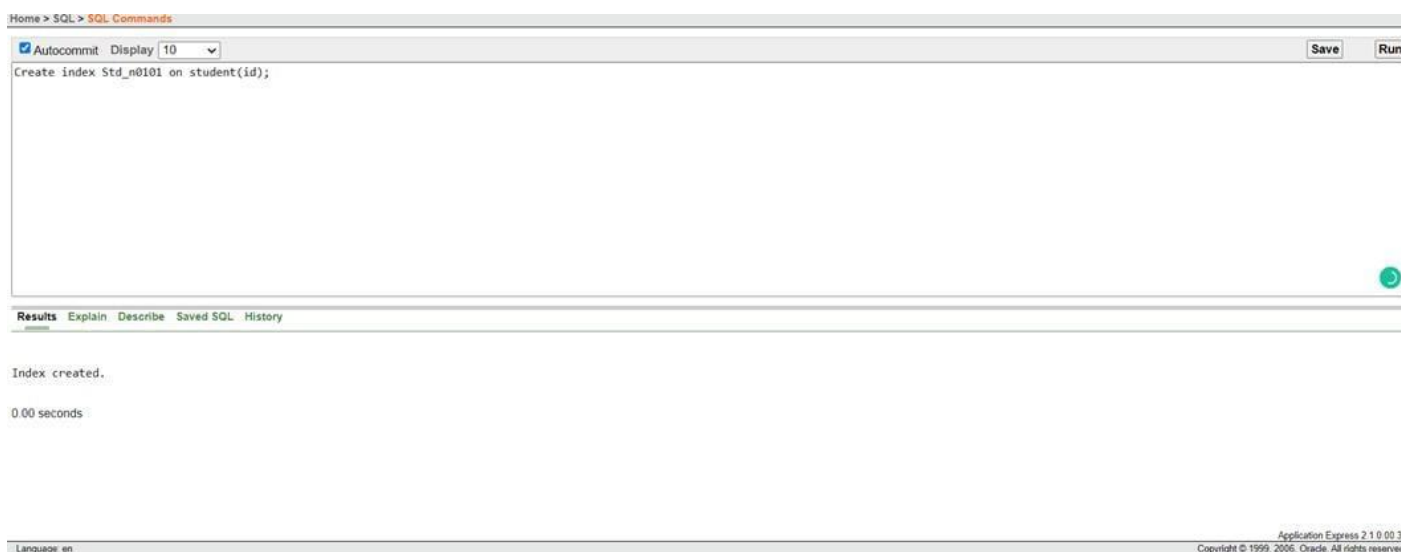 Home > SQL > SQL Commands
Autocommit Display 10 Save Run
Create index Std_n0101 on student(id);
Results Explain Describe Saved SQL History
Index created.
0.00 seconds
Application Express 2.1.0.00.3
Language: en Copyright © 1999, 2006, Oracle. All rights reserved